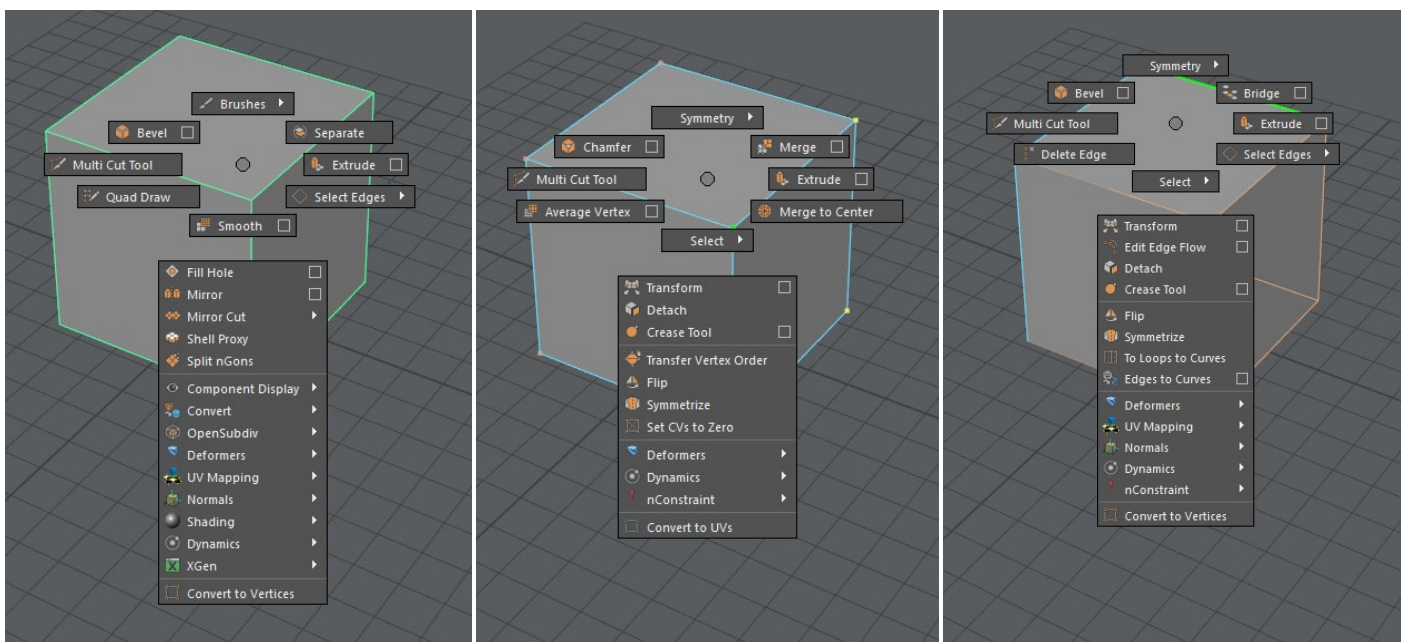 Brushes
Bevel
Separate
Multi Cut Tool
Extrude
Quad Draw
Select Edges
Smooth
Fill Hole
Mirror
Mirror Cut
Shell Proxy
Split nGons
Component Display
Convert
OpenSubdiv
Deformers
UV Mapping
Normals
Shading
Dynamics
XGen
Convert to Vertices
Symmetry
Chamfer
Merge
Multi Cut Tool
Extrude
Average Vertex
Merge to Center
Select
Transform
Detach
Crease Tool
Transfer Vertex Order
Flip
Symmetrize
Set CVs to Zero
Deformers
Dynamics
nConstraint
Convert to UVs
Symmetry
Bevel
Bridge
Multi Cut Tool
Extrude
Delete Edge
Select Edges
Select
Transform
Edit Edge Flow
Detach
Crease Tool
Flip
Symmetrize
To Loops to Curves
Edges to Curves
Deformers
UV Mapping
Normals
Dynamics
nConstraint
Convert to Vertices